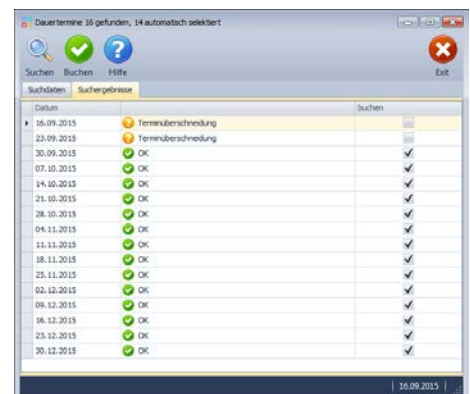 Dauertermine 16 gefunden, 14 automatisch selektiert
Suchen Buchen Hilfe Exit
Suchdaten Suchergebnisse
Datum buchen
16.09.2015 Terminüberschneidung
23.09.2015 Terminüberschneidung
30.09.2015 OK
07.10.2015 OK
14.10.2015 OK
21.10.2015 OK
28.10.2015 OK
04.11.2015 OK
11.11.2015 OK
18.11.2015 OK
25.11.2015 OK
02.12.2015 OK
09.12.2015 OK
16.12.2015 OK
23.12.2015 OK
30.12.2015 OK
16.09.2015